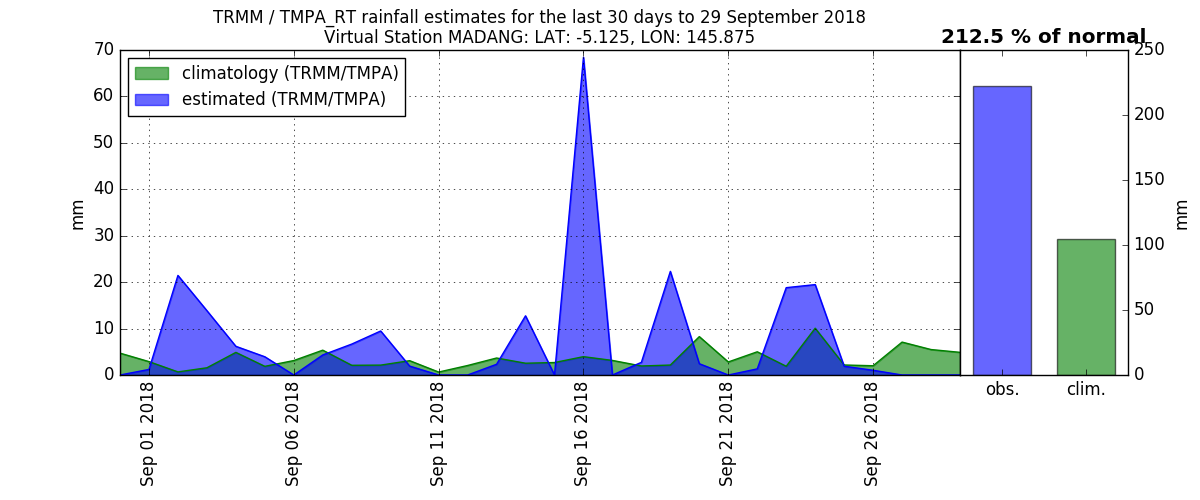 TRMM / TMPA_RT rainfall estimates for the last 30 days to 29 September 2018
Virtual Station MADANG: LAT: -5.125, LON: 145.875
212.5 % of normal
climatology (TRMM/TMPA)
estimated (TRMM/TMPA)
mm
70
60
50
40
30
20
10
0
Sep 01 2018
Sep 06 2018
Sep 11 2018
Sep 16 2018
Sep 21 2018
Sep 26 2018
obs.
clim.
250
200
150
100
50
0
mm